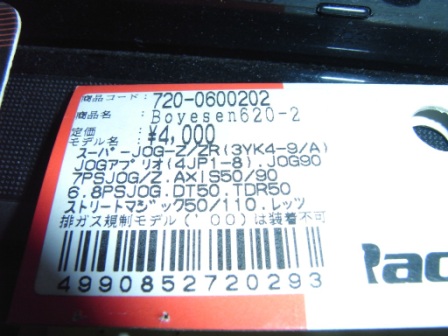 商品コード: 720-0600202
商品名 : Boyesen620-2
定価 : ¥4,000
モデル名 :
スーパーJOG-Z/ZR(3YK4-9/A)
JOGアプリオ(4JP1-8).JOG90
7PSJOG/Z.AXIS50/90
6.8PSJOG.DT50.TDR50
ストリートマジック50/110.レッツ
排ガス規制モデル('00)は装着不可
4990852720293